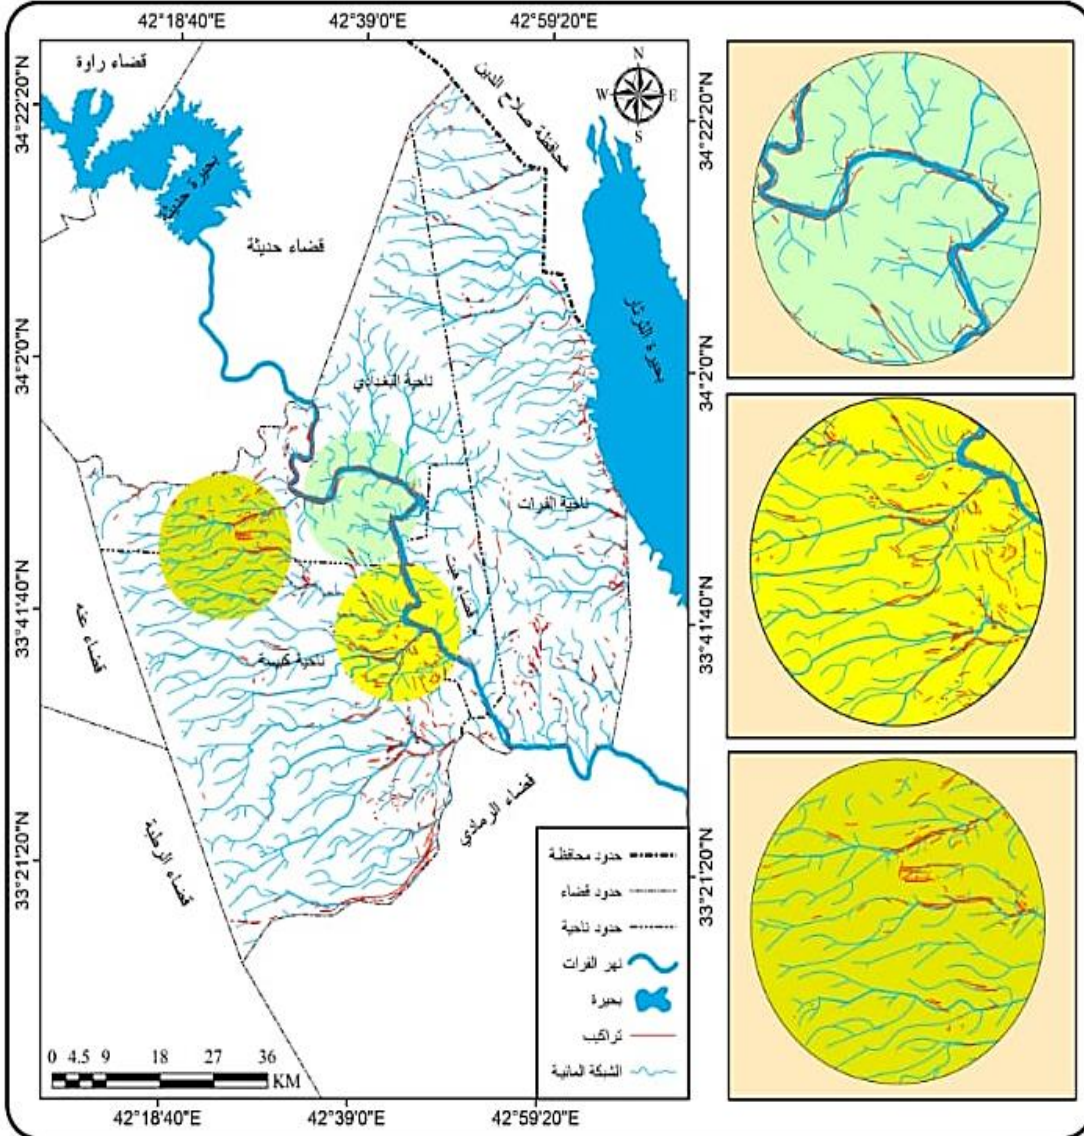 42°18'40"E
42°39'0"E
42°59'20"E
34°22'20"N
34°2'0"N
33°41'40"N
33°21'20"N
34°22'20"N
34°2'0"N
33°41'40"N
33°21'20"N
N
W
E
S
قضاء راوة
محافظة صلاح الدين
بحيرة حديثة
قضاء حديثة
بحيرة الثرثار
ناحية البغدادي
ناحية الفرات
قضاء هيت
قضاء عنه
ناحية كبيسة
قضاء الرمادي
قضاء الرطبة
حدود محافظة
حدود قضاء
حدود ناحية
نهر الفرات
بحيرة
تراكيب
الشبكة المائية
0 4.5 9 18 27 36
KM
42°18'40"E
42°39'0"E
42°59'20"E